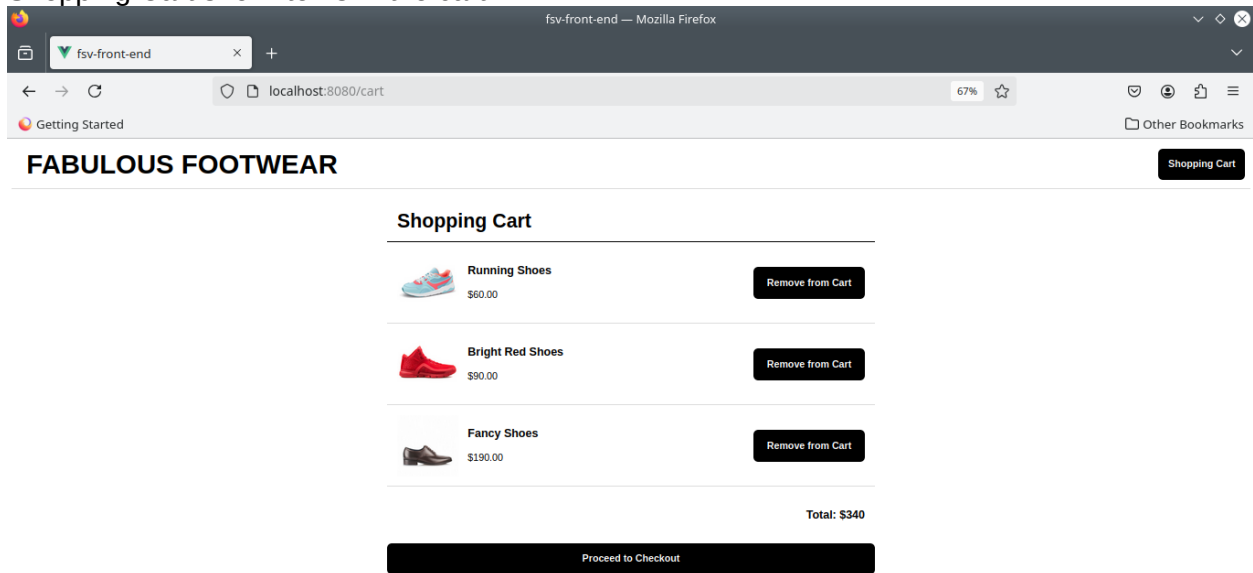 fsv-front-end — Mozilla Firefox
fsv-front-end
localhost:8080/cart
67%
Getting Started
Other Bookmarks
FABULOUS FOOTWEAR
Shopping Cart
Shopping Cart
Running Shoes
$60.00
Remove from Cart
Bright Red Shoes
$90.00
Remove from Cart
Fancy Shoes
$190.00
Remove from Cart
Total: $340
Proceed to Checkout